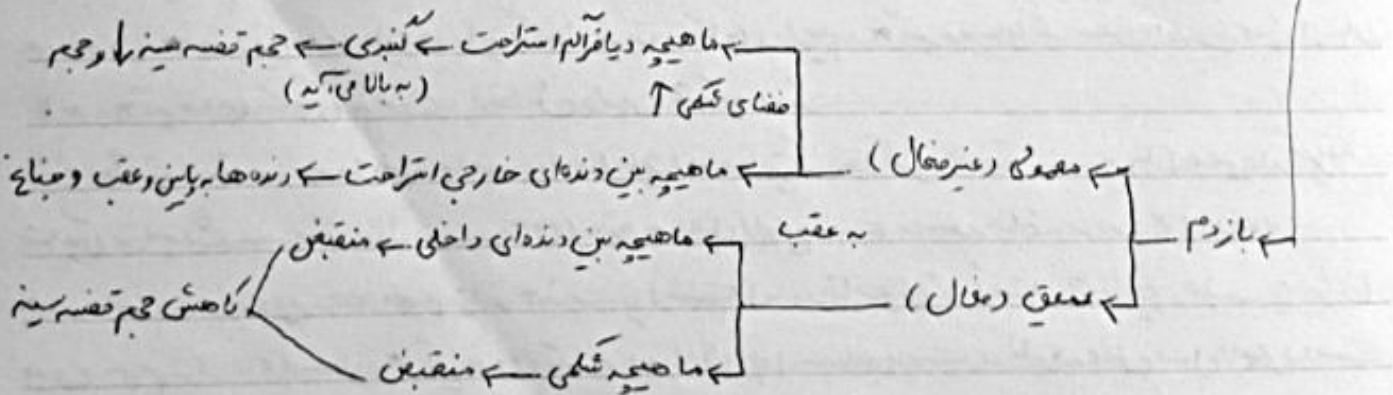 ← ماهیچه دیافراگم استراحت ← گنبدی ← حجم قفسه سینه ↓ و حجم
(به بالا می‌آید)
فضای شکمی ↑
← معمولی (غیرفعال)
← ماهیچه بین دنده‌ای خارجی استراحت ← دنده‌ها به پایین و عقب و جناغ
به عقب
← بازدم
← عمیق (فعال)
← ماهیچه بین دنده‌ای داخلی ← منقبض
کاهش حجم قفسه سینه
← ماهیچه شکمی ← منقبض